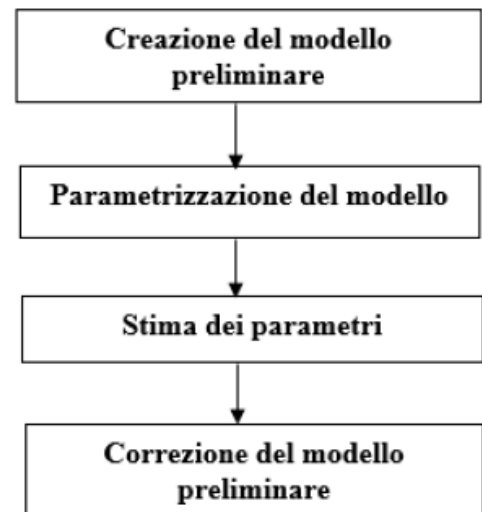 Creazione del modello
preliminare
Parametrizzazione del modello
Stima dei parametri
Correzione del modello
preliminare